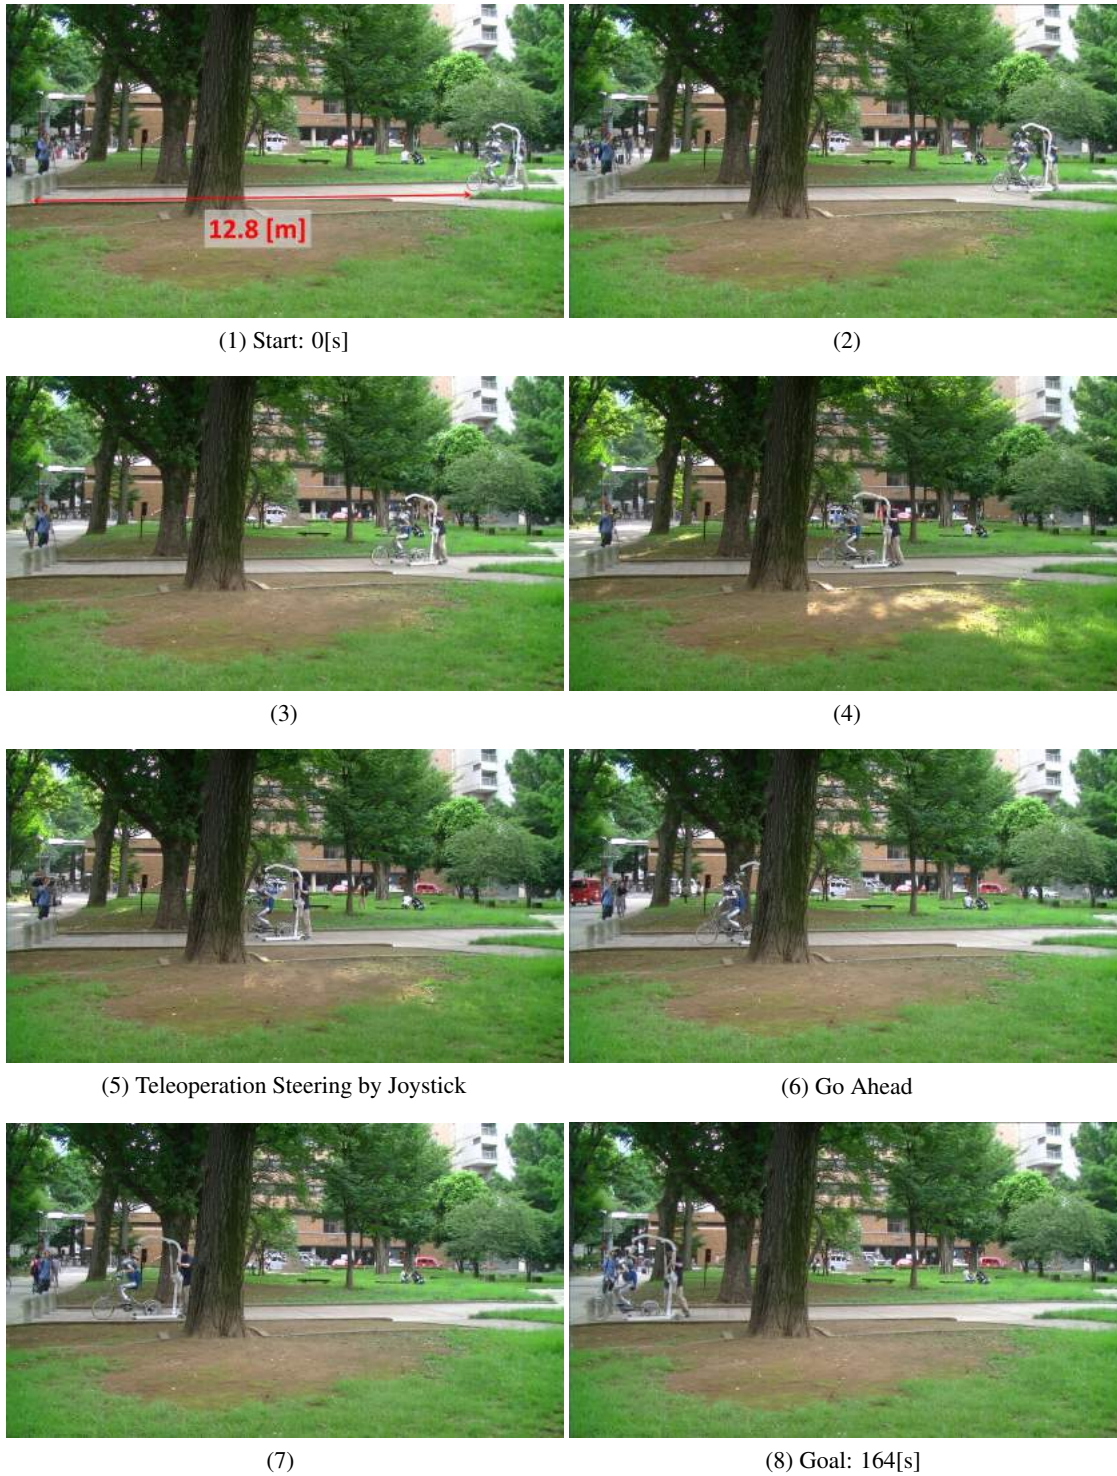 12.8 [m]
(1) Start: 0[s]
(2)
(3)
(4)
(5) Teleoperation Steering by Joystick
(6) Go Ahead
(7)
(8) Goal: 164[s]